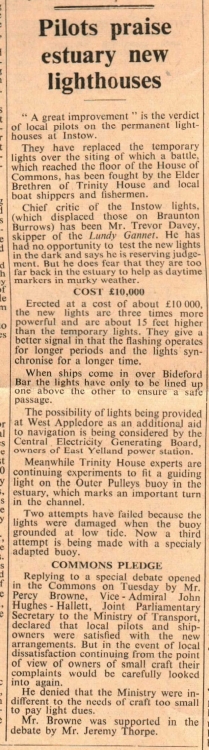 Pilots praise
estuary new
lighthouses
“ A great improvement ” is the verdict
of local pilots on the permanent light-
houses at Instow.
They have replaced the temporary
lights over the siting of which a battle,
which reached the floor of the House of
Commons, has been fought by the Elder
Brethren of Trinity House and local
boat shippers and fishermen.
Chief critic of the Instow lights,
(which displaced those on Braunton
Burrows) has been Mr. Trevor Davey,
skipper of the Lundy Gannet. He has
had no opportunity to test the new lights
in the dark and says he is reserving judge-
ment. But he does fear that they are too
far back in the estuary to help as daytime
markers in murky weather.
COST £10,000
Erected at a cost of about £10 000,
the new lights are three times more
powerful and are about 15 feet higher
than the temporary lights. They give a
better signal in that the flashing operates
for longer periods and the lights syn-
chronise for a longer time.
When ships come in over Bideford
Bar the lights have only to be lined up
one above the other to ensure a safe
passage.
The possibility of lights being provided
at West Appledore as an additional aid
to navigation is being considered by the
Central Electricity Generating Board,
owners of East Yelland power station.
Meanwhile Trinity House experts are
continuing experiments to fit a guiding
light on the Outer Pulleys buoy in the
estuary, which marks an important turn
in the channel.
Two attempts have failed because the
lights were damaged when the buoy
grounded at low tide. Now a third
attempt is being made with a specialy
adapted buoy.
COMMONS PLEDGE
Replying to a special debate opened
in the Commons on Tuesday by Mr.
Percy Browne, Vice - Admiral John
Hughes - Hallett, Joint Parliamentary
Secretary to the Ministry of Transport,
declared that local pilots and ship-
owners were satisfied with the new
arrangements. But in the event of local
dissatisfaction continuing from the point
of view of owners of small craft their
complaints would be carefully looked
into again.
He denied that the Ministry were in-
different to the needs of craft too small
to pay light dues.
Mr. Browne was supported in the
debate by Mr. Jeremy Thorpe.